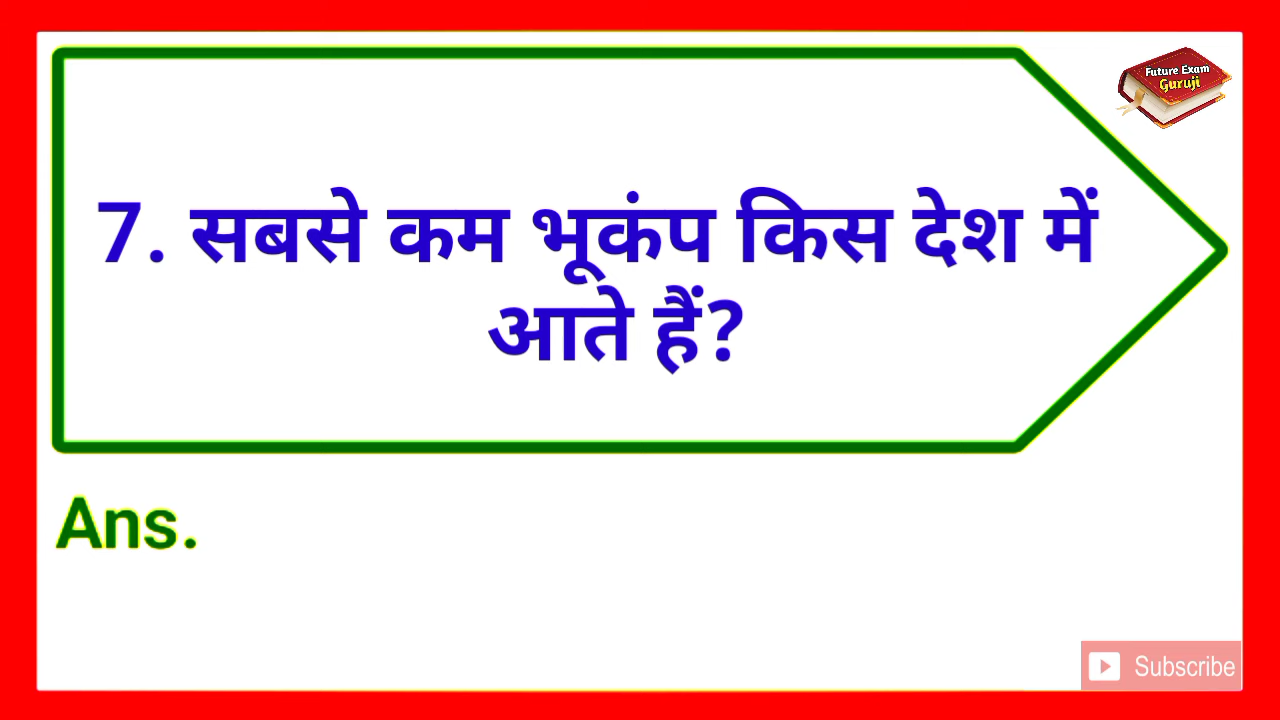 Future Exam
Guruji
7. सबसे कम भूकंप किस देश में
आते हैं?
Ans.
Subscribe